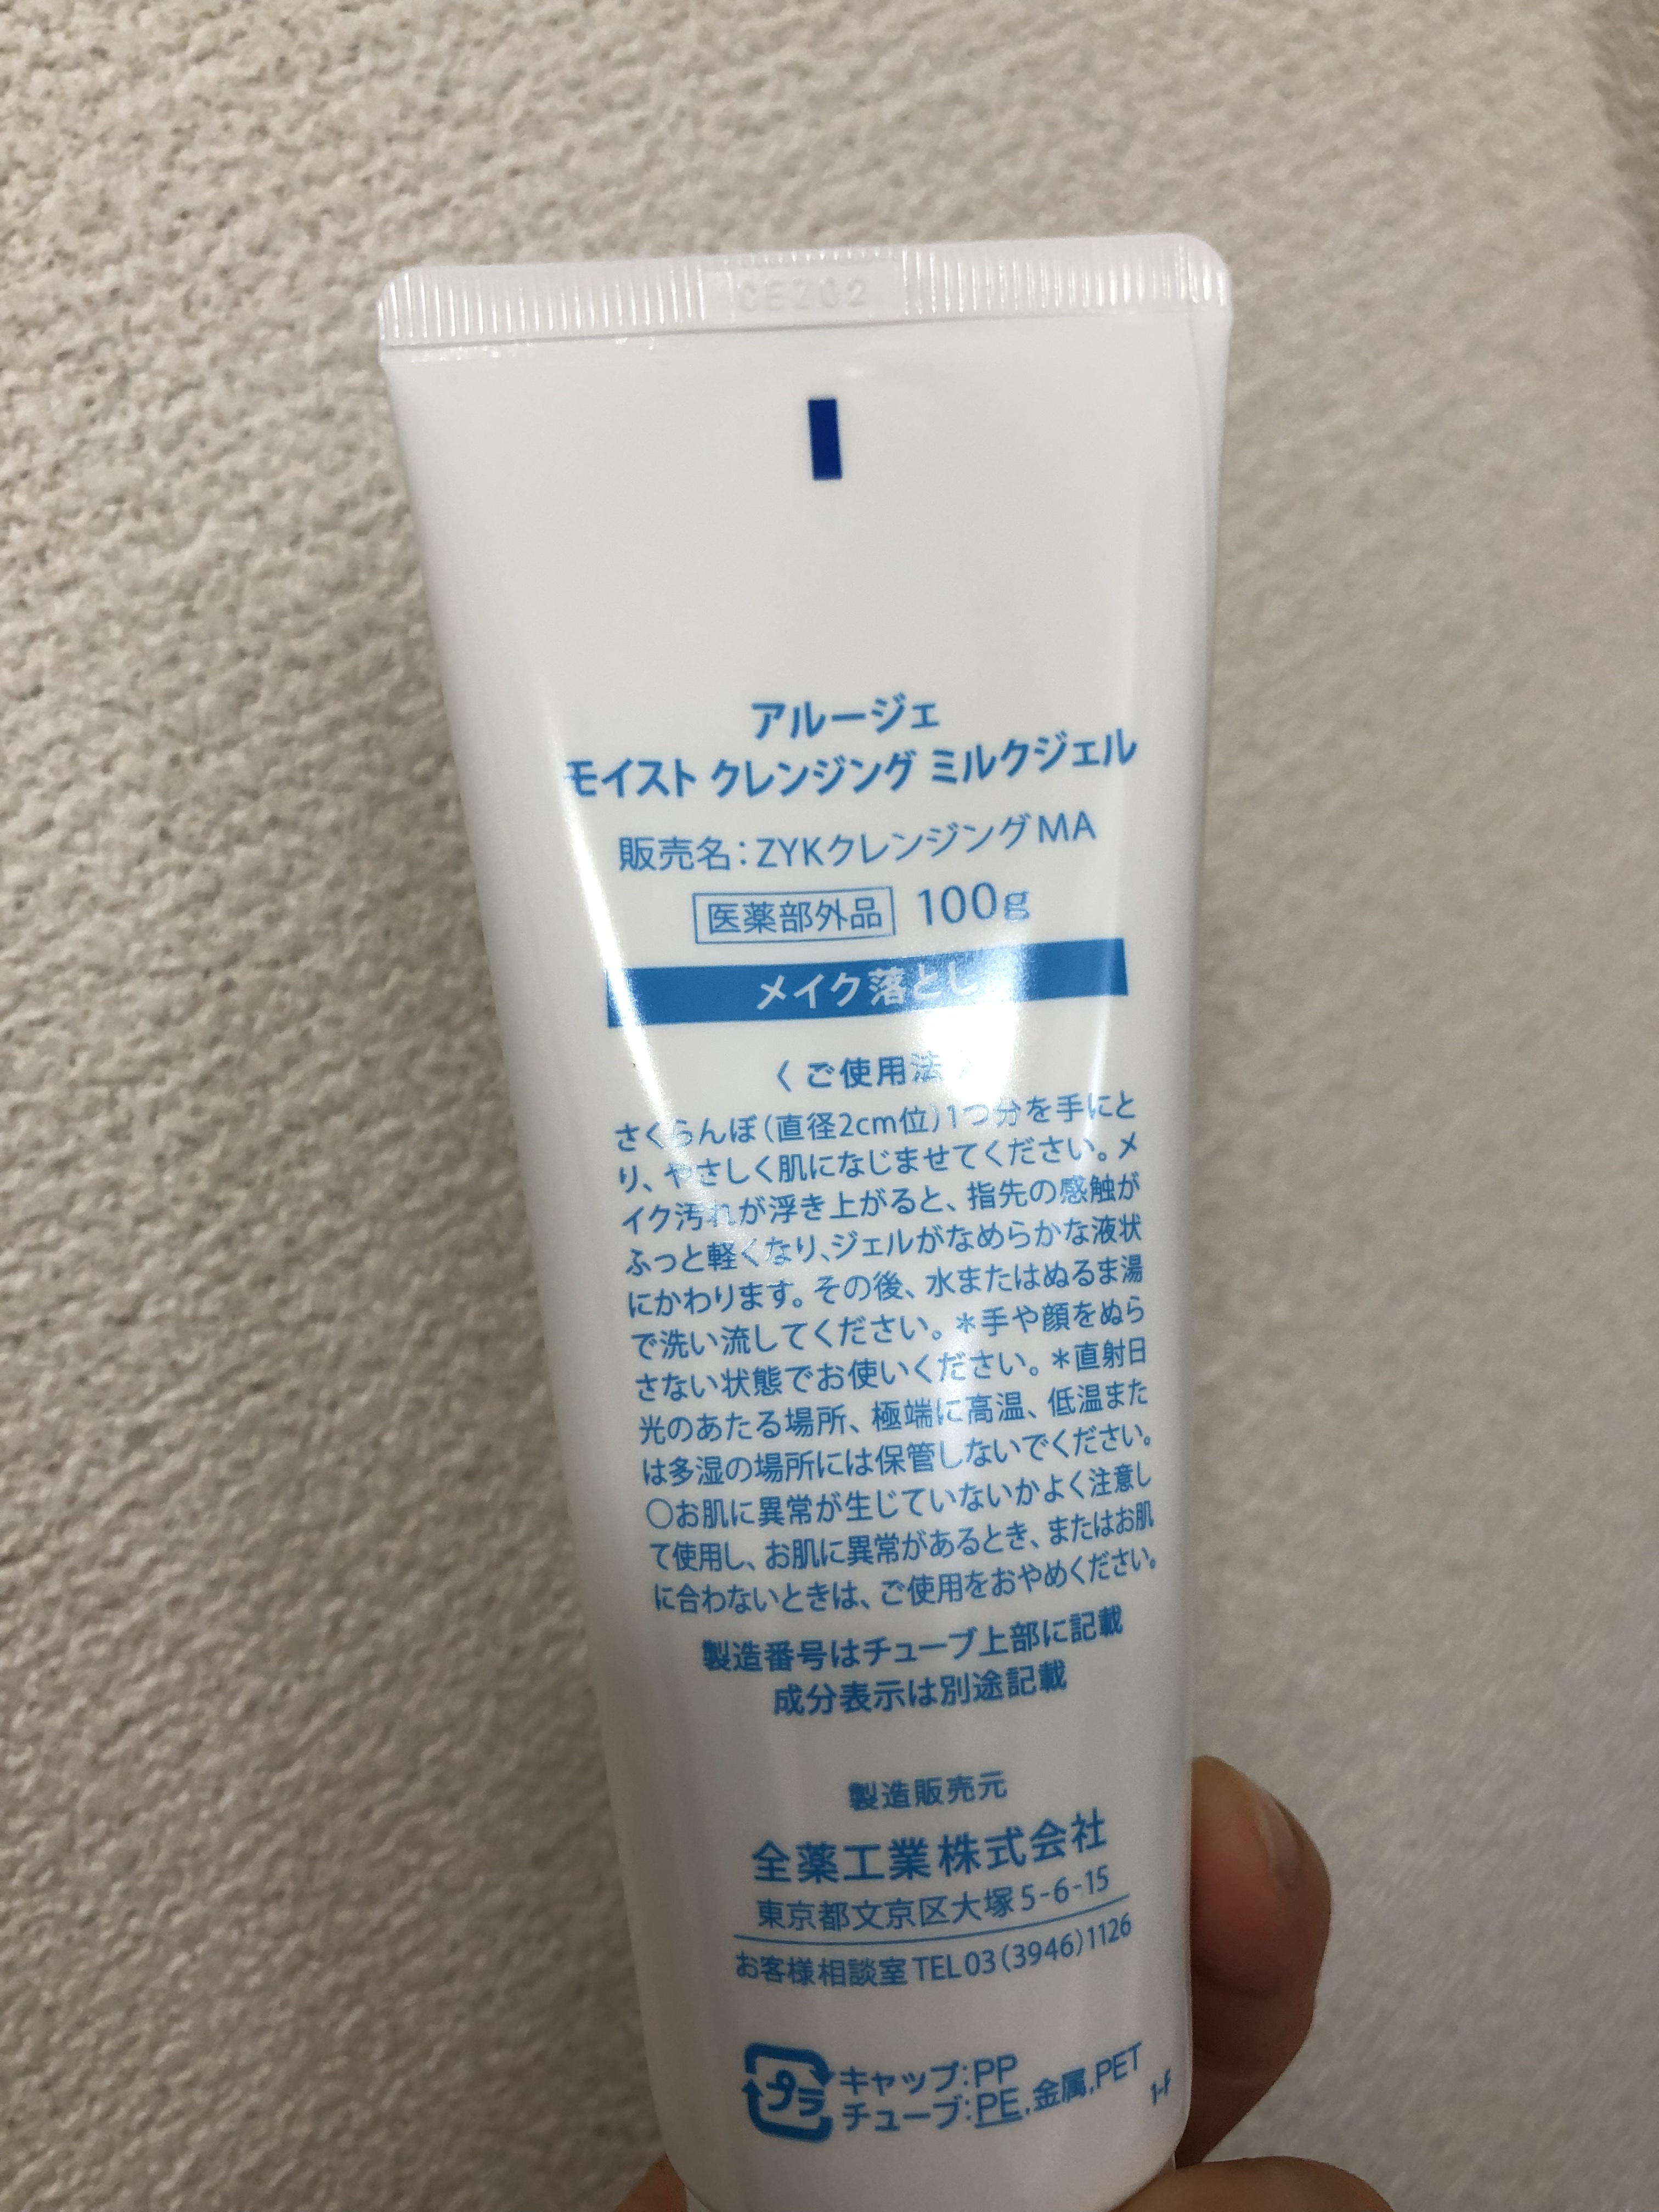 CEZ02
アルージェ
モイスト クレンジング ミルクジェル
販売名：ZYKクレンジングMA
医薬部外品 100g
メイク落とし
〈ご使用法〉
さくらんぼ（直径2cm位）1つ分を手にと
り、やさしく肌になじませてください。メ
イク汚れが浮き上がると、指先の感触が
ふっと軽くなり、ジェルがなめらかな液状
にかわります。その後、水またはぬるま湯
で洗い流してください。＊手や顔をぬら
さない状態でお使いください。＊直射日
光のあたる場所、極端に高温、低温また
は多湿の場所には保管しないでください。
○お肌に異常が生じていないかよく注意し
て使用し、お肌に異常があるとき、またはお肌
に合わないときは、ご使用をおやめください。
製造番号はチューブ上部に記載
成分表示は別途記載
製造販売元
全薬工業株式会社
東京都文京区大塚5-6-15
お客様相談室 TEL03(3946)1126
プラ
キャップ：PP
チューブ：PE,金属,PET
1-F